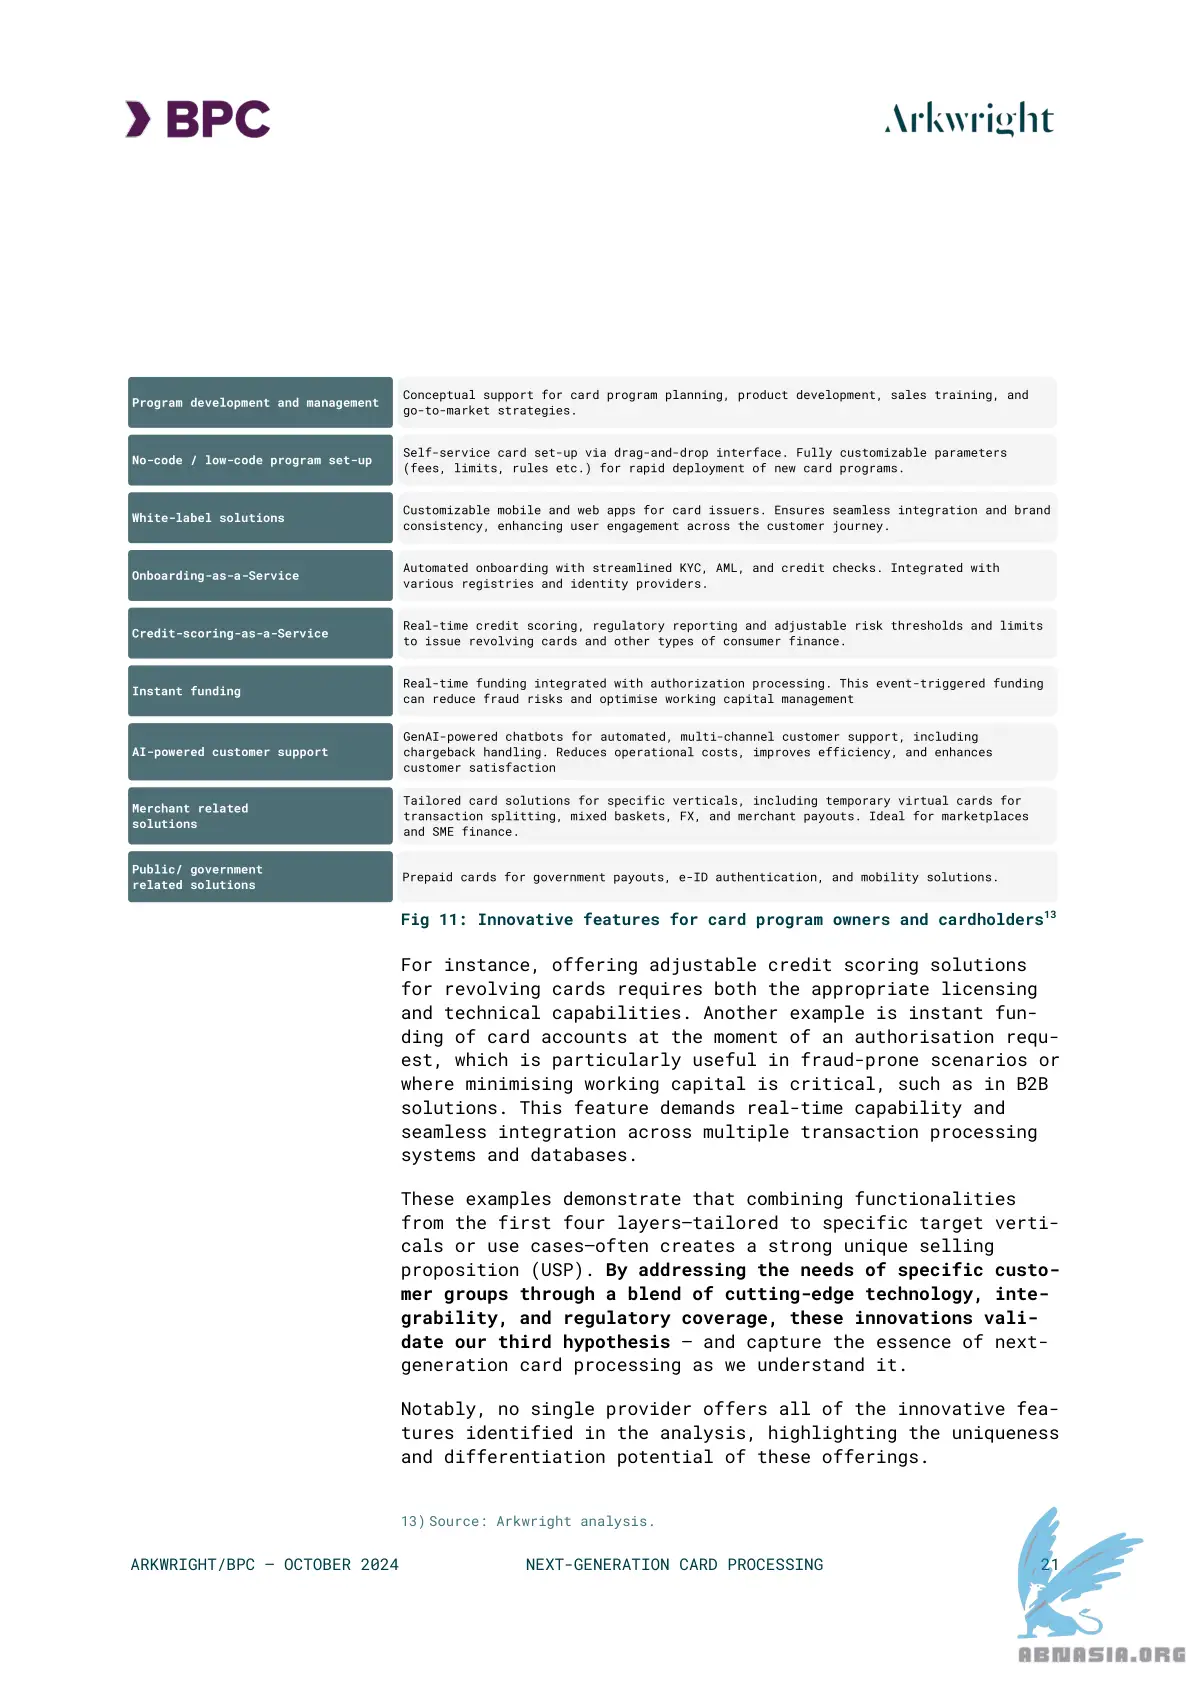 BPC
Arkwright
Program development and management
Conceptual support for card program planning, product development, sales training, and
go-to-market strategies.
No-code / low-code program set-up
Self-service card set-up via drag-and-drop interface. Fully customizable parameters
(fees, limits, rules etc.) for rapid deployment of new card programs.
White-label solutions
Customizable mobile and web apps for card issuers. Ensures seamless integration and brand
consistency, enhancing user engagement across the customer journey.
Onboarding-as-a-Service
Automated onboarding with streamlined KYC, AML, and credit checks. Integrated with
various registries and identity providers.
Credit-scoring-as-a-Service
Real-time credit scoring, regulatory reporting and adjustable risk thresholds and limits
to issue revolving cards and other types of consumer finance.
Instant funding
Real-time funding integrated with authorization processing. This event-triggered funding
can reduce fraud risks and optimise working capital management
AI-powered customer support
GenAI-powered chatbots for automated, multi-channel customer support, including
chargeback handling. Reduces operational costs, improves efficiency, and enhances
customer satisfaction
Merchant related
solutions
Tailored card solutions for specific verticals, including temporary virtual cards for
transaction splitting, mixed baskets, FX, and merchant payouts. Ideal for marketplaces
and SME finance.
Public/ government
related solutions
Prepaid cards for government payouts, e-ID authentication, and mobility solutions.
Fig 11: Innovative features for card program owners and cardholders13
For instance, offering adjustable credit scoring solutions
for revolving cards requires both the appropriate licensing
and technical capabilities. Another example is instant fun-
ding of card accounts at the moment of an authorisation requ-
est, which is particularly useful in fraud-prone scenarios or
where minimising working capital is critical, such as in B2B
solutions. This feature demands real-time capability and
seamless integration across multiple transaction processing
systems and databases.
These examples demonstrate that combining functionalities
from the first four layers—tailored to specific target verti-
cals or use cases—often creates a strong unique selling
proposition (USP). By addressing the needs of specific custo-
mer groups through a blend of cutting-edge technology, inte-
grability, and regulatory coverage, these innovations vali-
date our third hypothesis — and capture the essence of next-
generation card processing as we understand it.
Notably, no single provider offers all of the innovative fea-
tures identified in the analysis, highlighting the uniqueness
and differentiation potential of these offerings.
13) Source: Arkwright analysis.
ARKWRIGHT/BPC — OCTOBER 2024
NEXT-GENERATION CARD PROCESSING
21
ABNASIA.ORG